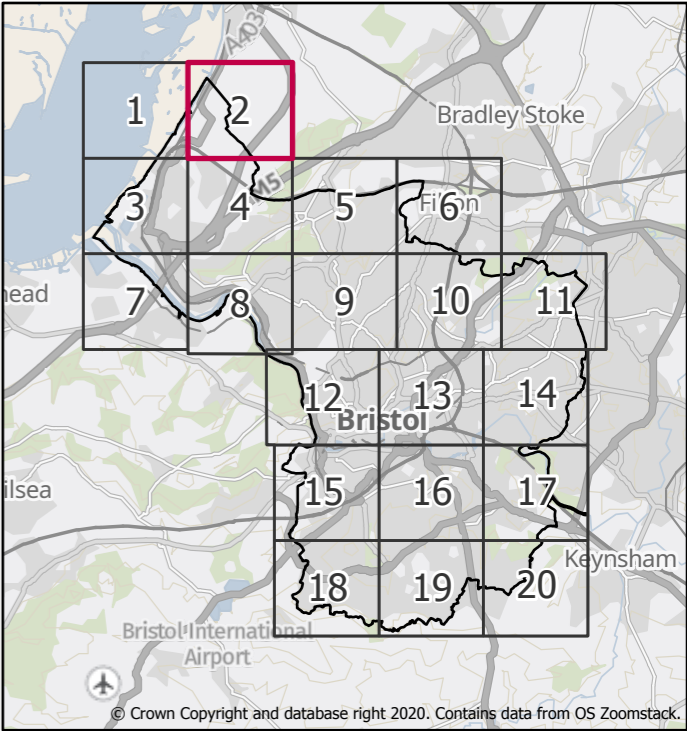 A403
1
2
Bradley Stoke
M5
3
4
5
Filton
6
head
7
8
9
10
11
12
13
14
Bristol
ilsea
15
16
17
Keynsham
18
19
20
Bristol International
Airport
© Crown Copyright and database right 2020. Contains data from OS Zoomstack.